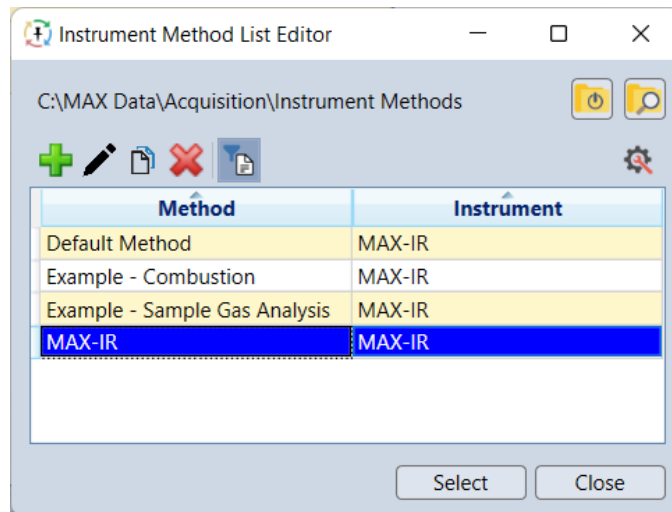 Instrument Method List Editor
C:\MAX Data\Acquisition\Instrument Methods
Method Instrument
Default Method MAX-IR
Example - Combustion MAX-IR
Example - Sample Gas Analysis MAX-IR
MAX-IR MAX-IR
Select Close